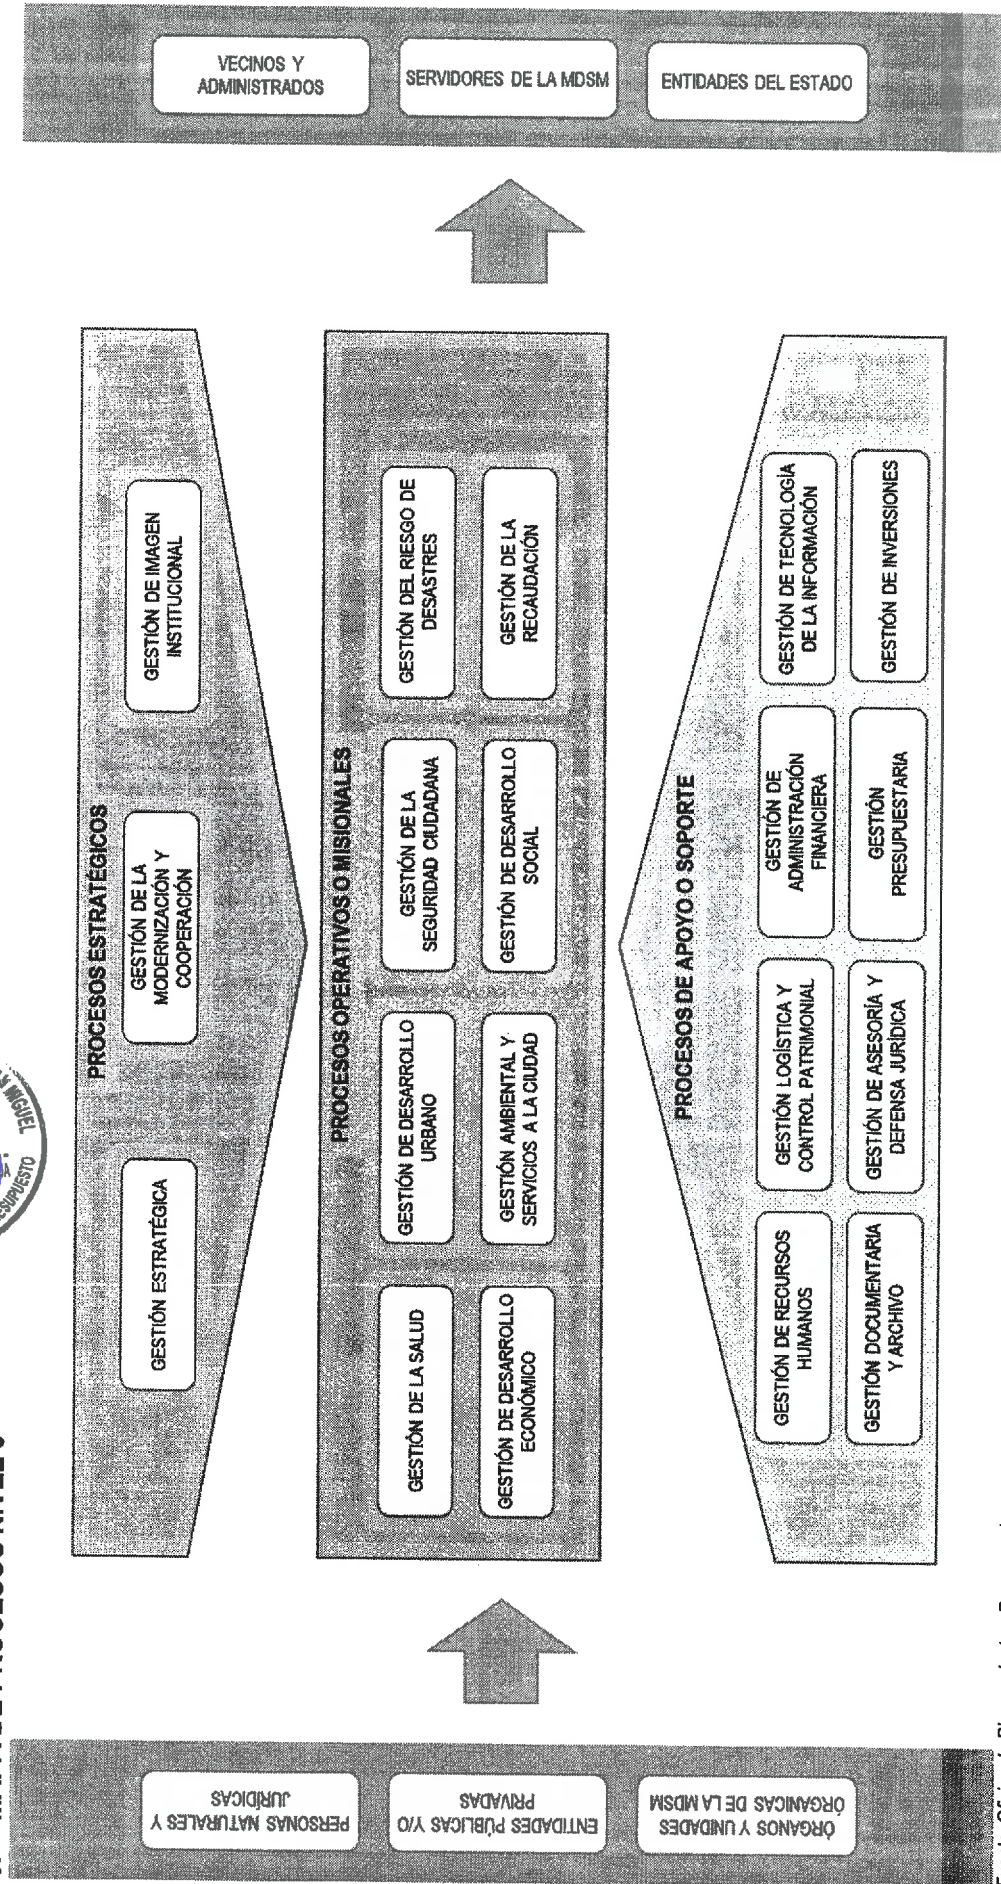 PERSONAS NATURALES Y
JURÍDICAS
ENTIDADES PÚBLICAS Y/O
PRIVADAS
ÓRGANOS Y UNIDADES
ÓRGANICAS DE LA MDSM
PROCESOS ESTRATÉGICOS
GESTIÓN ESTRATÉGICA
GESTIÓN DE LA
MODERNIZACIÓN Y
COOPERACIÓN
GESTIÓN DE IMAGEN
INSTITUCIONAL
PROCESOS OPERATIVOS O MISIONALES
GESTIÓN DE LA SALUD
GESTIÓN DE DESARROLLO
URBANO
GESTIÓN DE LA
SEGURIDAD CIUDADANA
GESTIÓN DEL RIESGO DE
DESASTRES
GESTIÓN DE DESARROLLO
ECONÓMICO
GESTIÓN AMBIENTAL Y
SERVICIOS A LA CIUDAD
GESTIÓN DE DESARROLLO
SOCIAL
GESTIÓN DE LA
RECAUDACIÓN
PROCESOS DE APOYO O SOPORTE
GESTIÓN DE RECURSOS
HUMANOS
GESTIÓN LOGÍSTICA Y
CONTROL PATRIMONIAL
GESTIÓN DE
ADMINISTRACIÓN
FINANCIERA
GESTIÓN DE TECNOLOGÍA
DE LA INFORMACIÓN
GESTIÓN DOCUMENTARIA
Y ARCHIVO
GESTIÓN DE ASESORÍA Y
DEFENSA JURÍDICA
GESTIÓN
PRESUPUESTARIA
GESTIÓN DE INVERSIONES
VECINOS Y
ADMINISTRADOS
SERVIDORES DE LA MDSM
ENTIDADES DEL ESTADO
MIGUEL